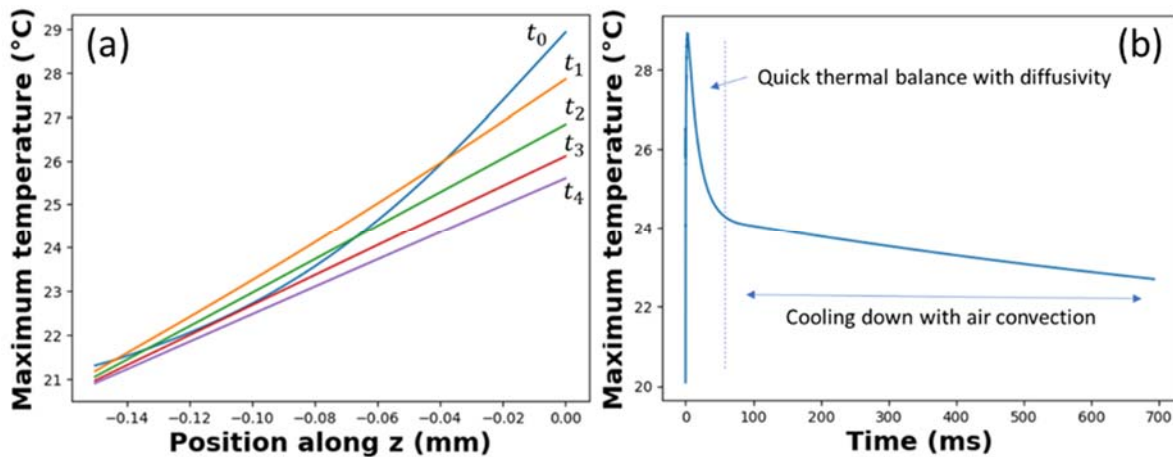 (a)
t₀
t₁
t₂
t₃
t₄
29
28
27
26
25
24
23
22
21
Maximum temperature (°C)
−0.14
−0.12
−0.10
−0.08
−0.06
−0.04
−0.02
0.00
Position along z (mm)
(b)
Quick thermal balance with diffusivity
Cooling down with air convection
28
26
24
22
20
Maximum temperature (°C)
0
100
200
300
400
500
600
700
Time (ms)